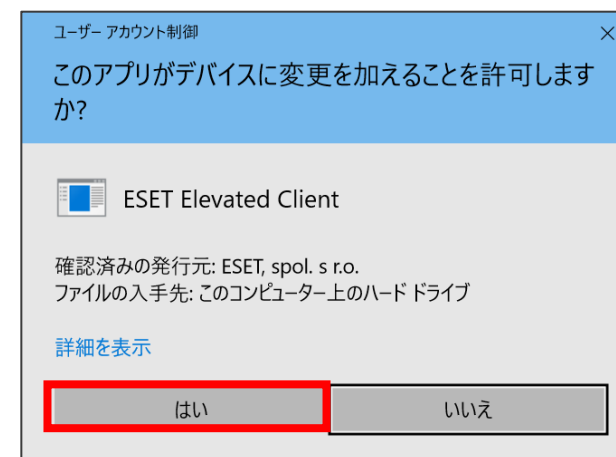 ユーザー アカウント制御
このアプリがデバイスに変更を加えることを許可します
か?
ESET Elevated Client
確認済みの発行元: ESET, spol. s r.o.
ファイルの入手先: このコンピューター上のハード ドライブ
詳細を表示
はい
いいえ